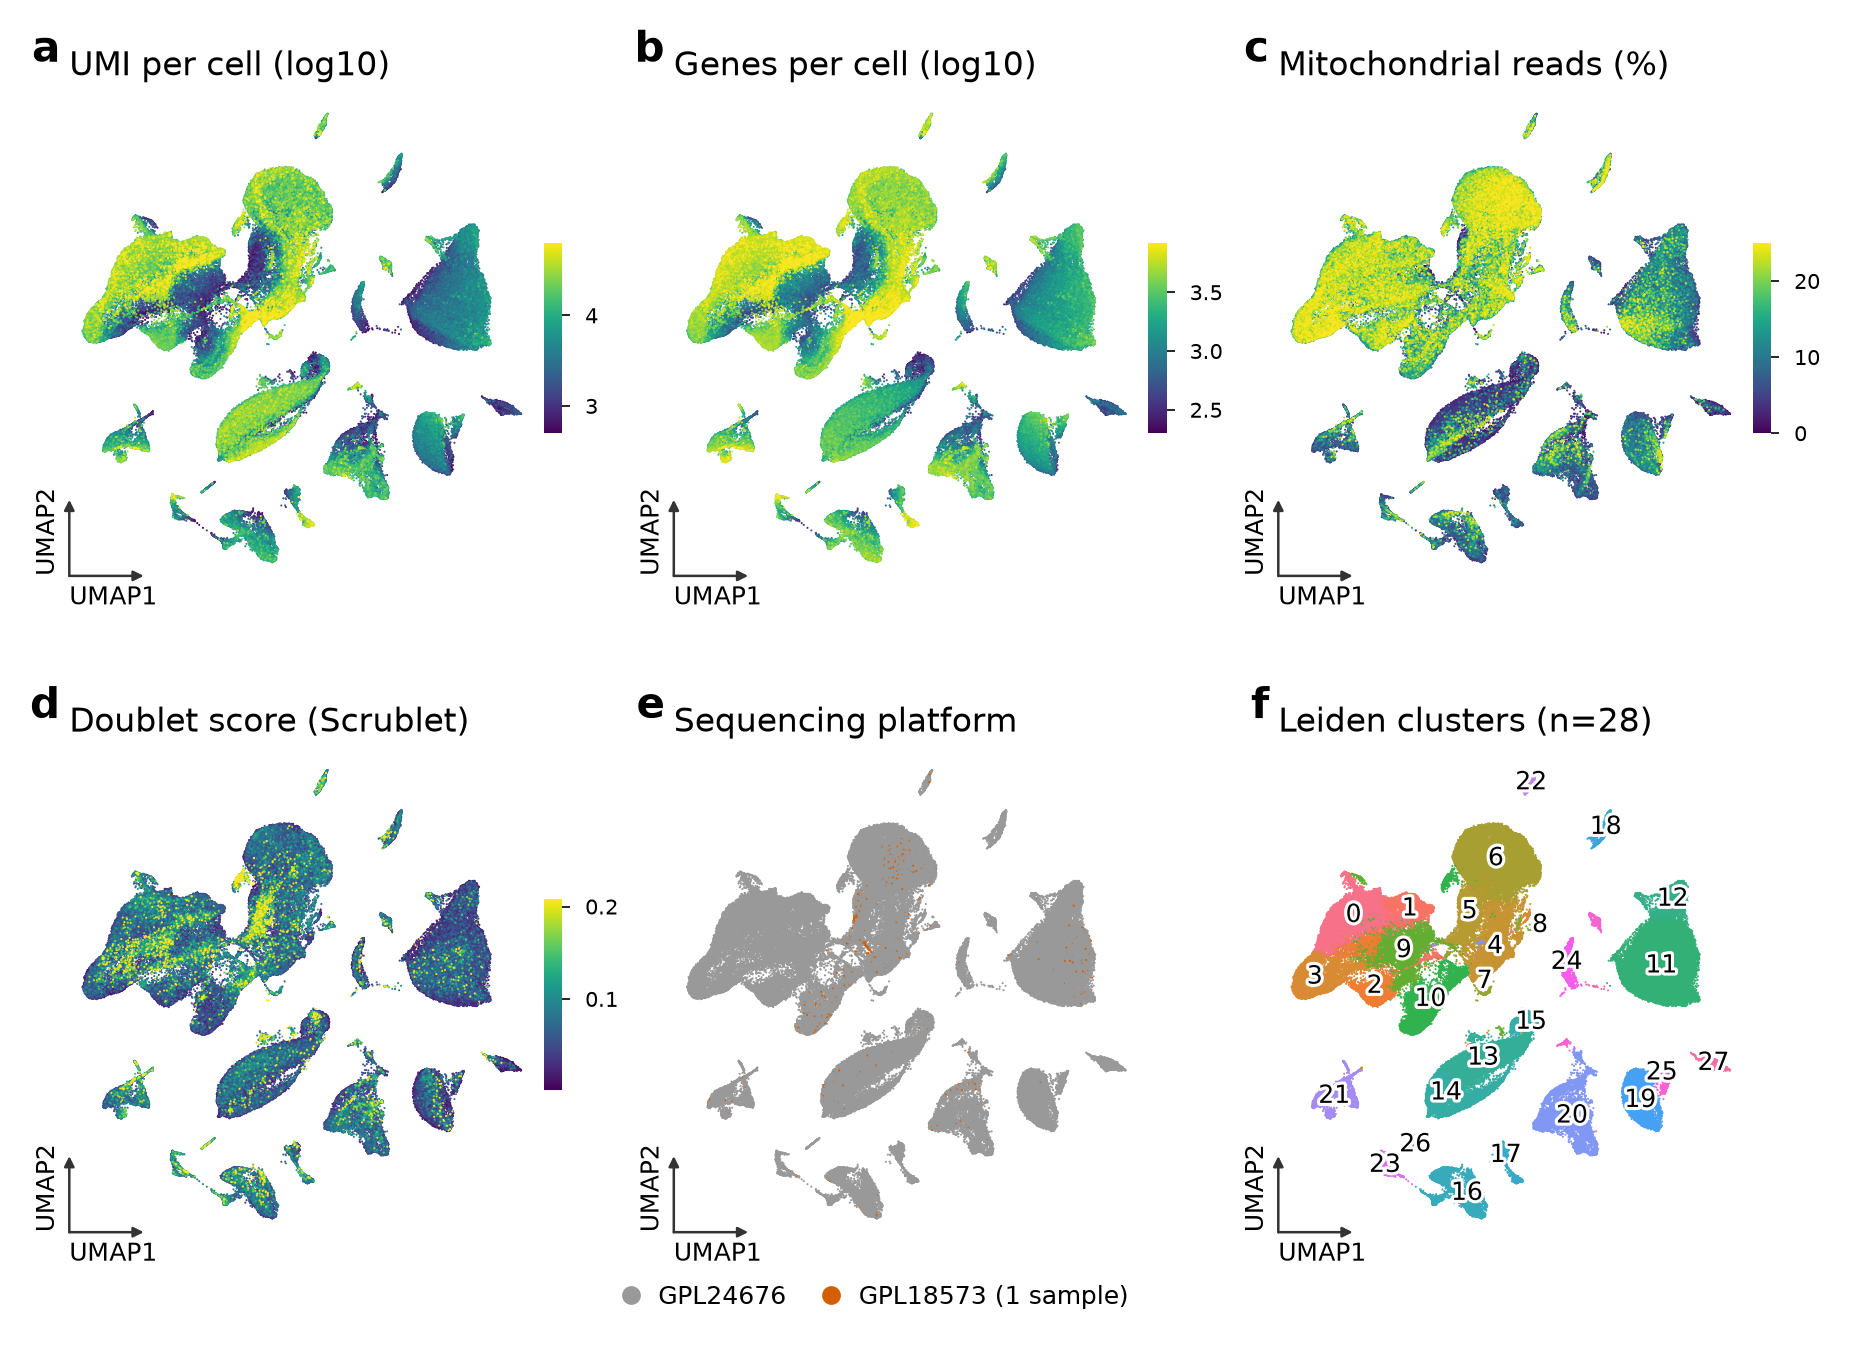 a UMI per cell (log10)
4
3
UMAP2
UMAP1
b Genes per cell (log10)
3.5
3.0
2.5
UMAP2
UMAP1
c Mitochondrial reads (%)
20
10
0
UMAP2
UMAP1
d Doublet score (Scrublet)
0.2
0.1
UMAP2
UMAP1
e Sequencing platform
UMAP2
UMAP1
GPL24676 GPL18573 (1 sample)
f Leiden clusters (n=28)
22
18
6
12
0 1 5
8
9 4
24 11
3 2 7
10
15
13
27
25
21 14 19
20
26
23 17
16
UMAP2
UMAP1